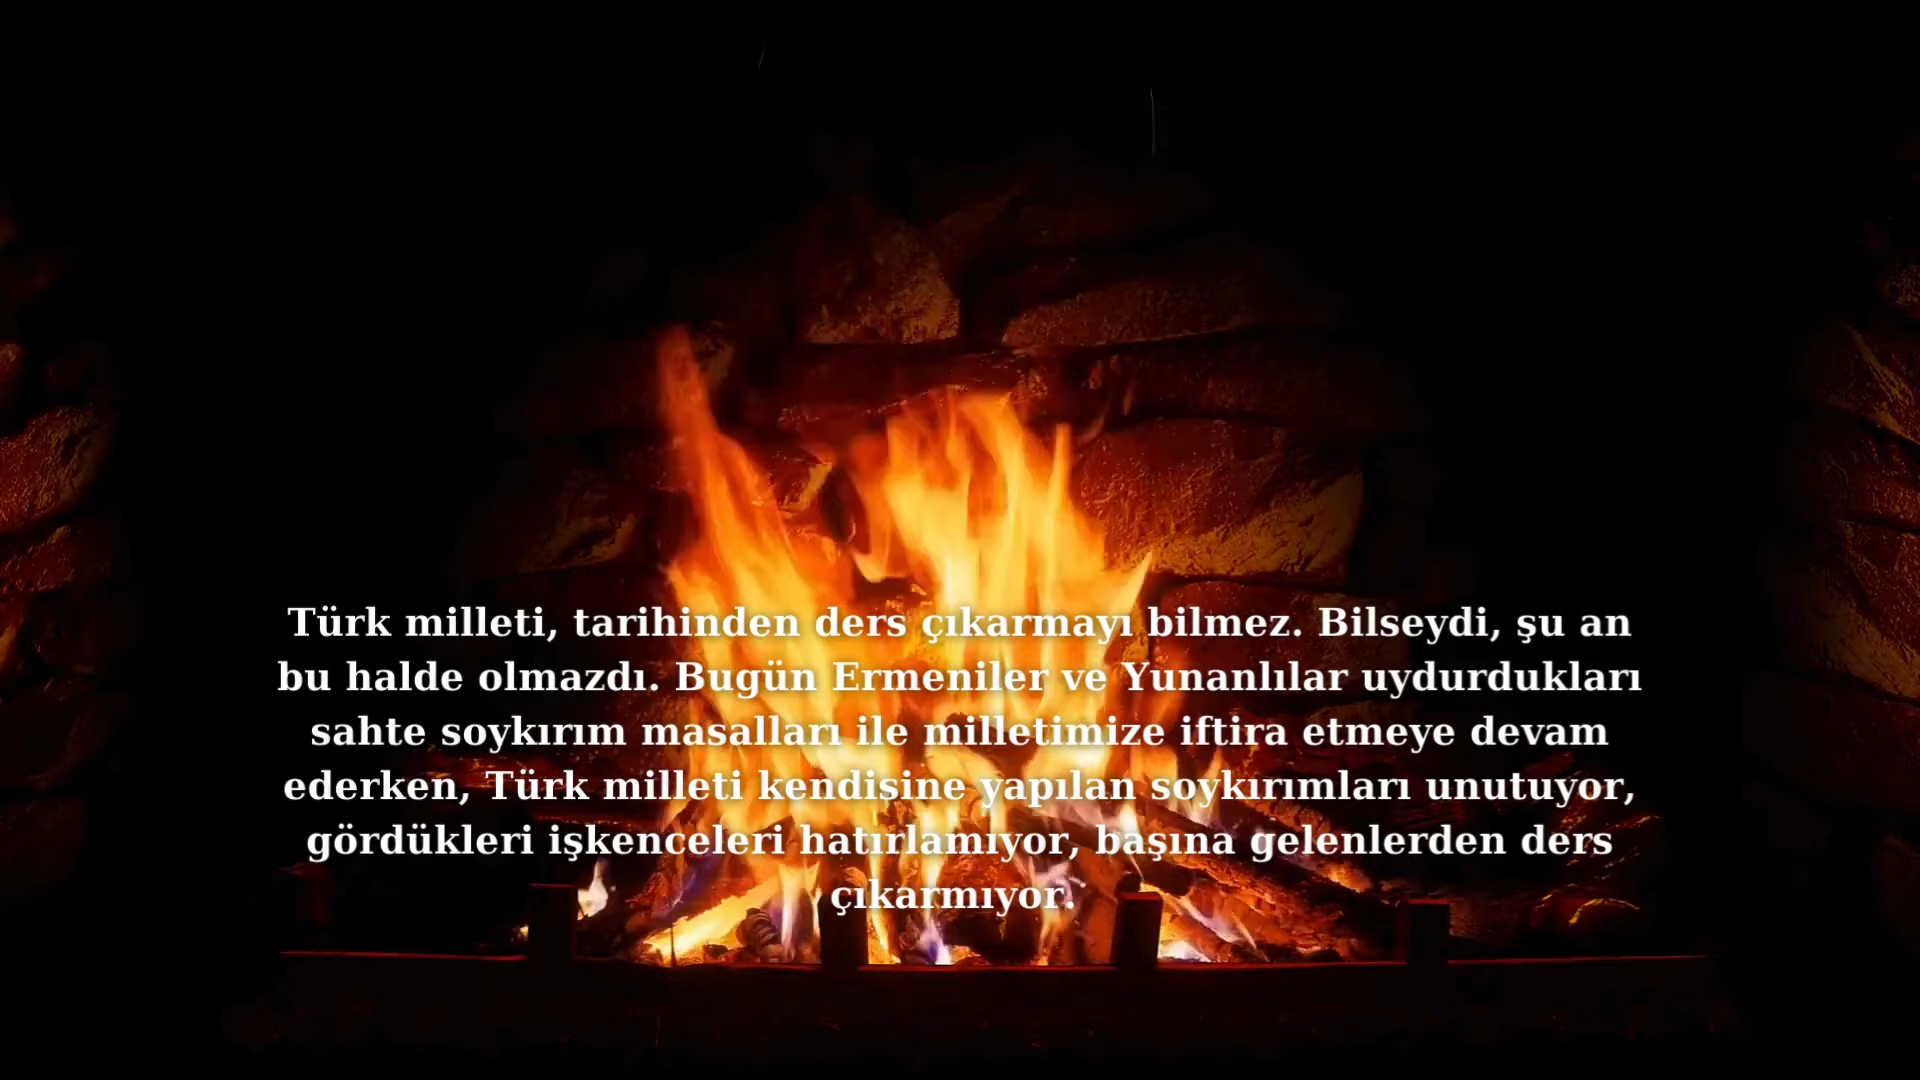 Türk milleti, tarihinden ders çıkarmayı bilmez. Bilseydi, şu an
bu halde olmazdı. Bugün Ermeniler ve Yunanlılar uydurdukları
sahte soykırım masalları ile milletimize iftira etmeye devam
ederken, Türk milleti kendisine yapılan soykırımları unutuyor,
gördükleri işkenceleri hatırlamıyor, başına gelenlerden ders
çıkarmıyor.